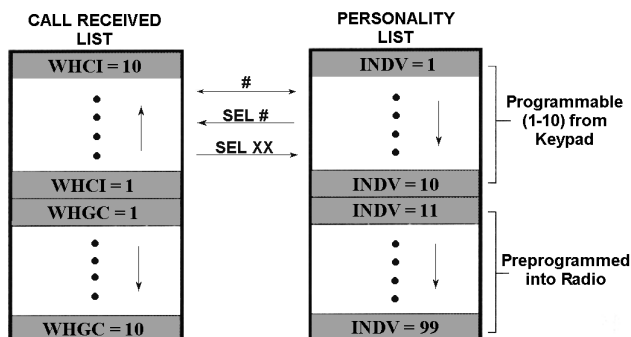 CALL RECEIVED
LIST
WHCI = 10
WHCI = 1
WHGC = 1
WHGC = 10
#
SEL #
SEL XX
PERSONALITY
LIST
INDV = 1
INDV = 10
INDV = 11
INDV = 99
Programmable
(1-10) from
Keypad
Preprogrammed
into Radio